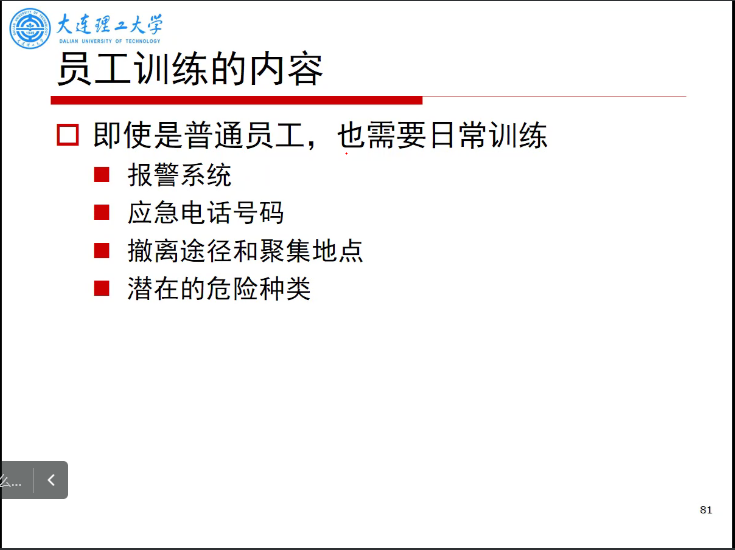 大连理工大学
DALIAN UNIVERSITY OF TECHNOLOGY
员工训练的内容
即使是普通员工，也需要日常训练
报警系统
应急电话号码
撤离途径和聚集地点
潜在的危险种类
么...
81